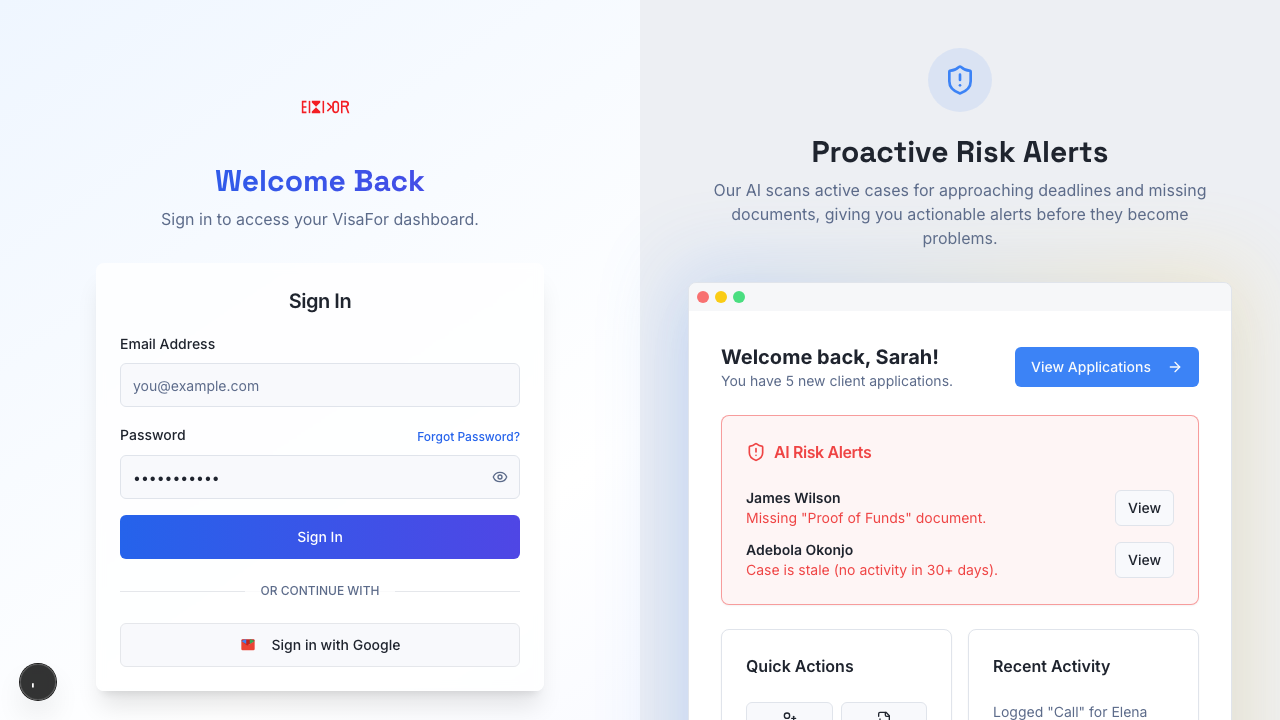 Welcome Back
Sign in to access your VisaFor dashboard.
Sign In
Email Address
you@example.com
Password
Forgot Password?
Sign In
OR CONTINUE WITH
Sign in with Google
Proactive Risk Alerts
Our AI scans active cases for approaching deadlines and missing
documents, giving you actionable alerts before they become
problems.
Welcome back, Sarah!
You have 5 new client applications.
View Applications
AI Risk Alerts
James Wilson
Missing "Proof of Funds" document.
View
Adebola Okonjo
Case is stale (no activity in 30+ days).
View
Quick Actions
Recent Activity
Logged "Call" for Elena